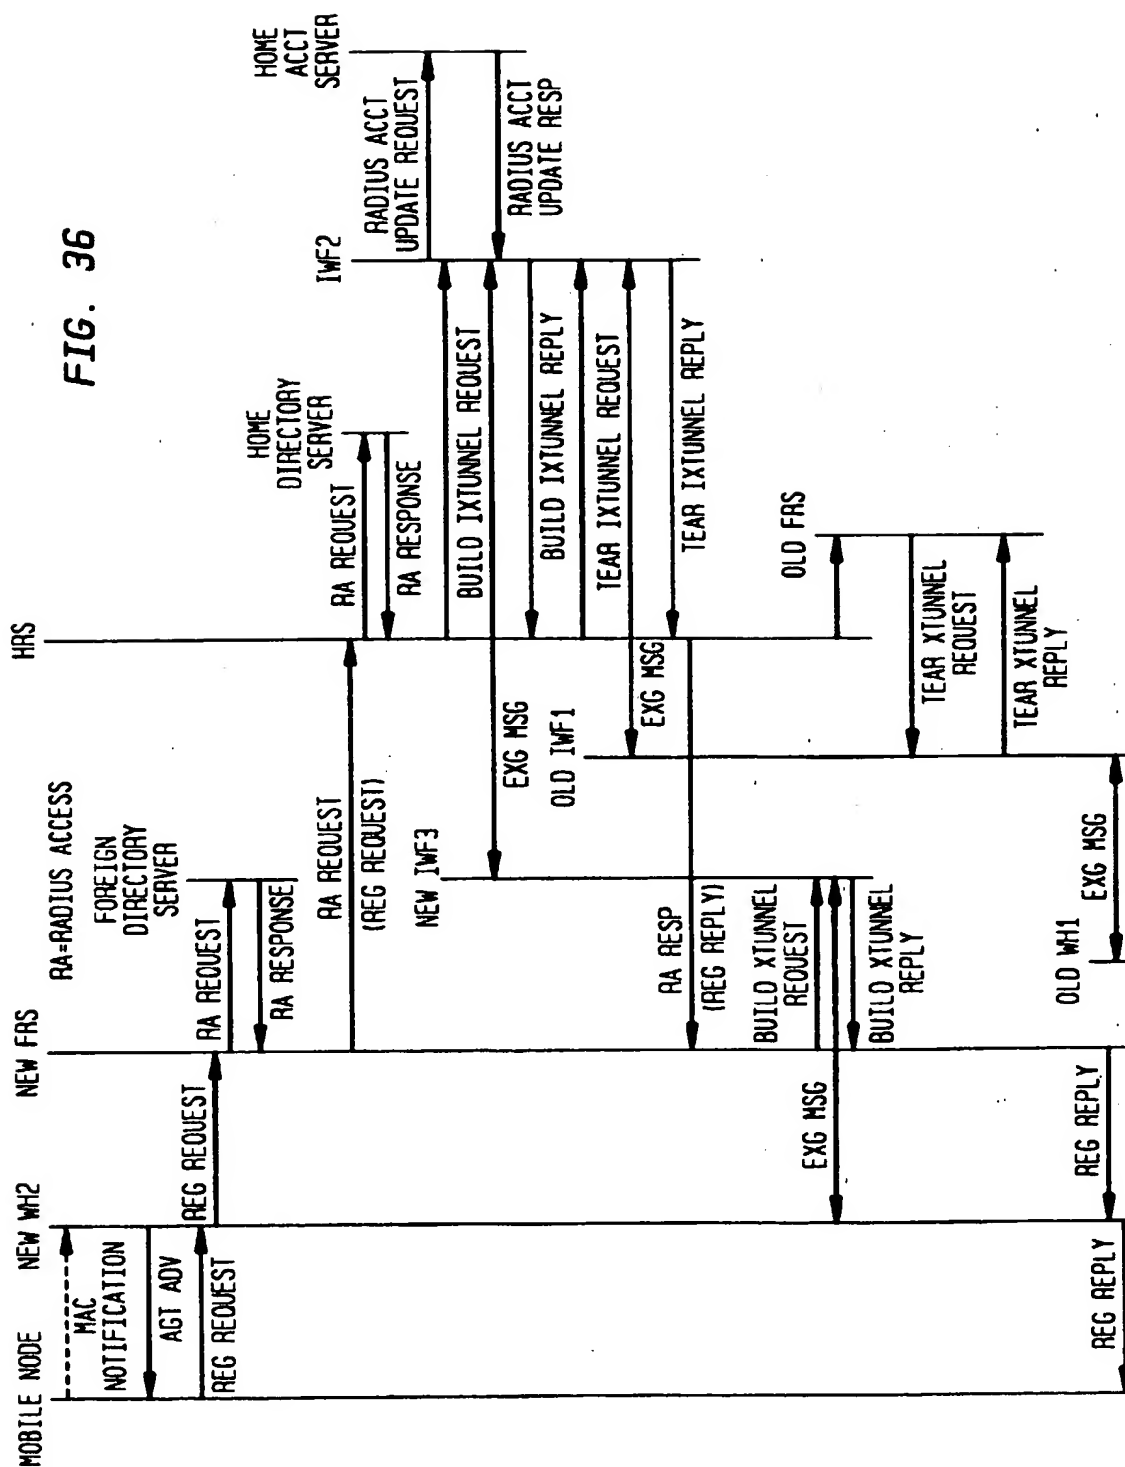 FIG. 36
RA=RADIUS ACCESS
MOBILE NODE
NEW WH2
NEW FRS
HRS
FOREIGN
DIRECTORY
SERVER
HOME
DIRECTORY
SERVER
IWF2
HOME
ACCT
SERVER
MAC
NOTIFICATION
AGT ADV
REG REQUEST
REG REQUEST
RA REQUEST
RA RESPONSE
RA REQUEST
(REG REQUEST)
RA REQUEST
RA RESPONSE
RADIUS ACCT
UPDATE REQUEST
RADIUS ACCT
UPDATE RESP
BUILD IXTUNNEL REQUEST
NEW IWF3
EXG MSG
BUILD IXTUNNEL REPLY
OLD IWF1
TEAR IXTUNNEL REQUEST
EXG MSG
TEAR IXTUNNEL REPLY
RA RESP
(REG REPLY)
BUILD XTUNNEL
REQUEST
EXG MSG
BUILD XTUNNEL
REPLY
OLD FRS
TEAR XTUNNEL
REQUEST
TEAR XTUNNEL
REPLY
OLD WH1
EXG MSG
REG REPLY
REG REPLY